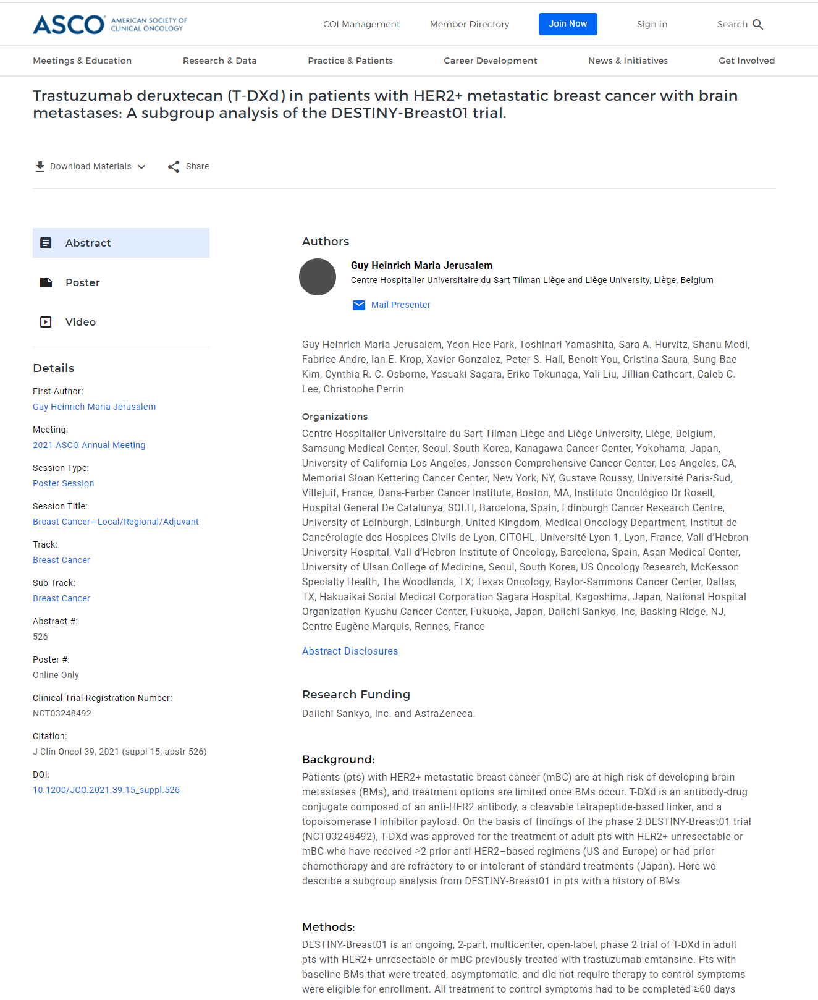 ASCO AMERICAN SOCIETY OF
CLINICAL ONCOLOGY
COI Management
Member Directory
Join Now
Sign in
Search
Meetings & Education
Research & Data
Practice & Patients
Career Development
News & Initiatives
Get Involved
Trastuzumab deruxtecan (T-DXd) in patients with HER2+ metastatic breast cancer with brain
metastases: A subgroup analysis of the DESTINY-Breast01 trial.
Download Materials
Share
Abstract
Poster
Video
Details
First Author:
Guy Heinrich Maria Jerusalem
Meeting:
2021 ASCO Annual Meeting
Session Type:
Poster Session
Session Title:
Breast Cancer—Local/Regional/Adjuvant
Track:
Breast Cancer
Sub Track:
Breast Cancer
Abstract #:
526
Poster #:
Online Only
Clinical Trial Registration Number:
NCT03248492
Citation:
J Clin Oncol 39, 2021 (suppl 15; abstr 526)
DOI:
10.1200/JCO.2021.39.15_suppl.526
Authors
Guy Heinrich Maria Jerusalem
Centre Hospitalier Universitaire du Sart Tilman Liège and Liège University, Liège, Belgium
Mail Presenter
Guy Heinrich Maria Jerusalem, Yeon Hee Park, Toshinari Yamashita, Sara A. Hurvitz, Shanu Modi,
Fabrice Andre, Ian E. Krop, Xavier Gonzalez, Peter S. Hall, Benoit You, Cristina Saura, Sung-Bae
Kim, Cynthia R. C. Osborne, Yasuaki Sagara, Eriko Tokunaga, Yali Liu, Jillian Cathcart, Caleb C.
Lee, Christophe Perrin
Organizations
Centre Hospitalier Universitaire du Sart Tilman Liège and Liège University, Liège, Belgium,
Samsung Medical Center, Seoul, South Korea, Kanagawa Cancer Center, Yokohama, Japan,
University of California Los Angeles, Jonsson Comprehensive Cancer Center, Los Angeles, CA,
Memorial Sloan Kettering Cancer Center, New York, NY, Gustave Roussy, Université Paris-Sud,
Villejuif, France, Dana-Farber Cancer Institute, Boston, MA, Instituto Oncológico Dr Rosell,
Hospital General De Catalunya, SOLTI, Barcelona, Spain, Edinburgh Cancer Research Centre,
University of Edinburgh, Edinburgh, United Kingdom, Medical Oncology Department, Institut de
Cancérologie des Hospices Civils de Lyon, CITOHL, Université Lyon 1, Lyon, France, Vall d’Hebron
University Hospital, Vall d’Hebron Institute of Oncology, Barcelona, Spain, Asan Medical Center,
University of Ulsan College of Medicine, Seoul, South Korea, US Oncology Research, McKesson
Specialty Health, The Woodlands, TX; Texas Oncology, Baylor-Sammons Cancer Center, Dallas,
TX, Hakuaikai Social Medical Corporation Sagara Hospital, Kagoshima, Japan, National Hospital
Organization Kyushu Cancer Center, Fukuoka, Japan, Daiichi Sankyo, Inc, Basking Ridge, NJ,
Centre Eugène Marquis, Rennes, France
Abstract Disclosures
Research Funding
Daiichi Sankyo, Inc. and AstraZeneca.
Background:
Patients (pts) with HER2+ metastatic breast cancer (mBC) are at high risk of developing brain
metastases (BMs), and treatment options are limited once BMs occur. T-DXd is an antibody-drug
conjugate composed of an anti-HER2 antibody, a cleavable tetrapeptide-based linker, and a
topoisomerase I inhibitor payload. On the basis of findings of the phase 2 DESTINY-Breast01 trial
(NCT03248492), T-DXd was approved for the treatment of adult pts with HER2+ unresectable or
mBC who have received ≥2 prior anti-HER2–based regimens (US and Europe) or had prior
chemotherapy and are refractory to or intolerant of standard treatments (Japan). Here we
describe a subgroup analysis from DESTINY-Breast01 in pts with a history of BMs.
Methods:
DESTINY-Breast01 is an ongoing, 2-part, multicenter, open-label, phase 2 trial of T-DXd in adult
pts with HER2+ unresectable or mBC previously treated with trastuzumab emtansine. Pts with
baseline BMs that were treated, asymptomatic, and did not require therapy to control symptoms
were eligible for enrollment. All treatment to control symptoms had to be completed ≥60 days